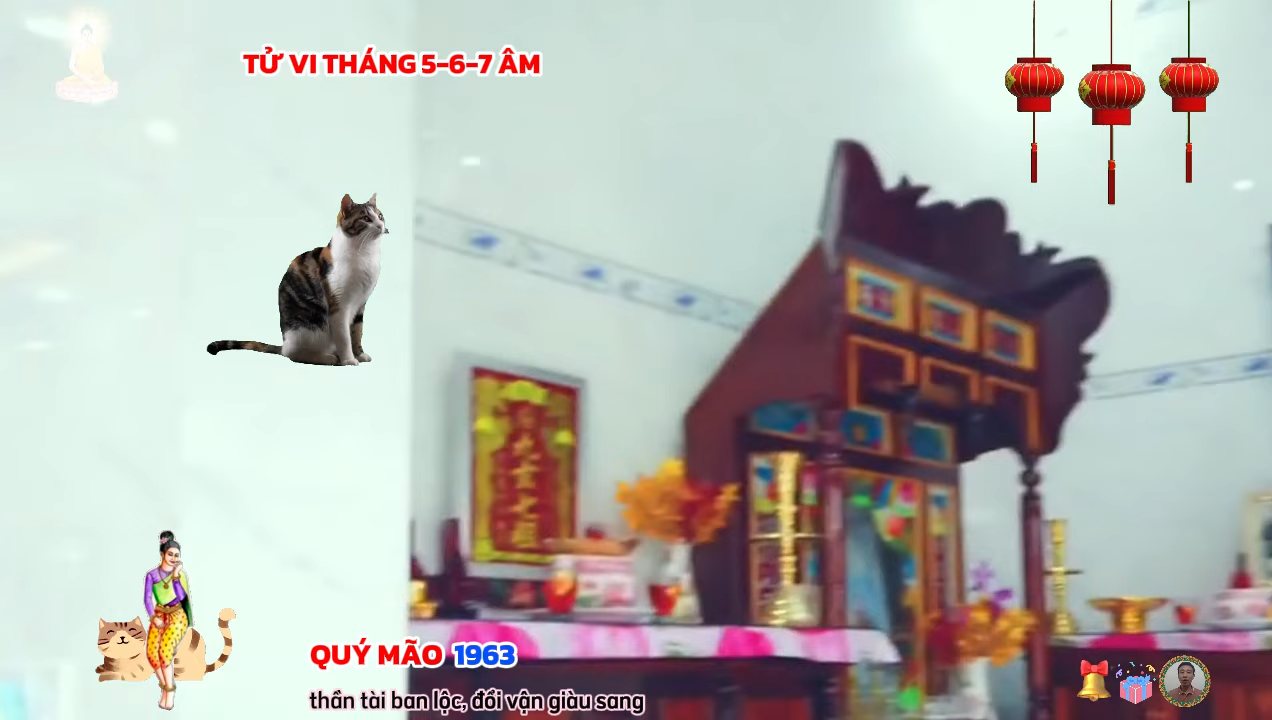 TỬ VI THÁNG 5-6-7 ÂM
QUÝ MÃO 1963
thần tài ban lộc, đổi vận giàu sang